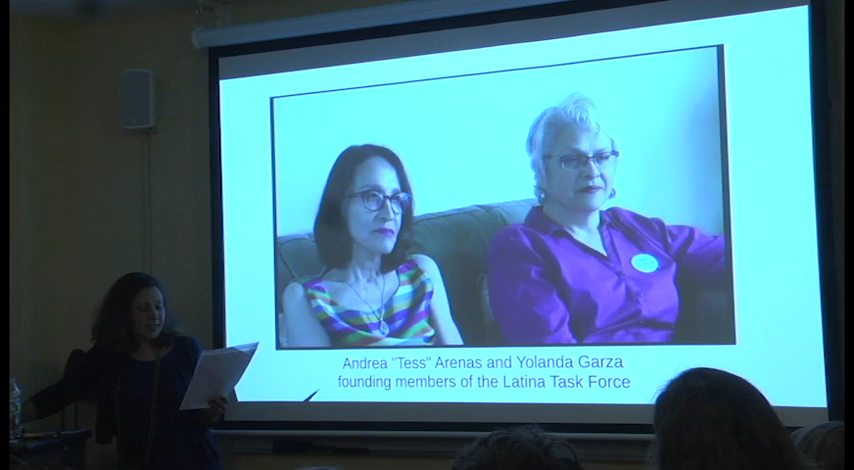 Andrea "Tess" Arenas and Yolanda Garza
founding members of the Latina Task Force